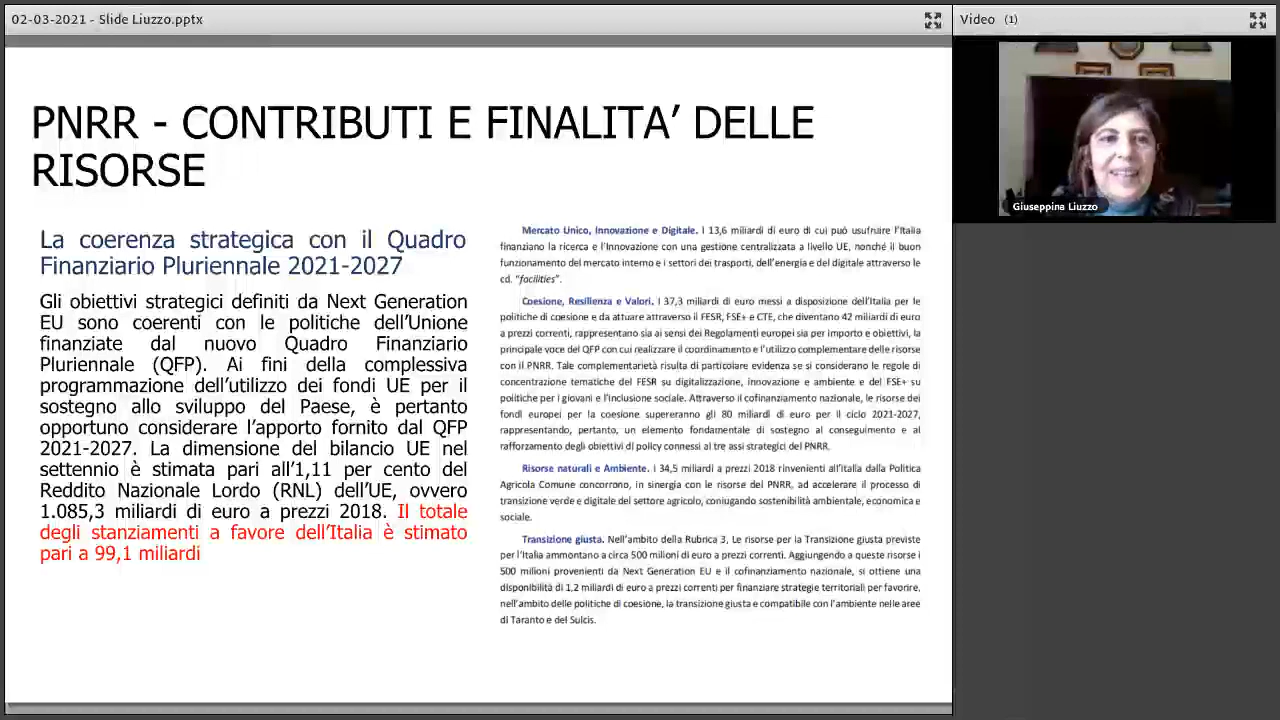 02-03-2021 - Slide Liuzzo.pptx
Video (1)
Giuseppina Liuzzo
PNRR - CONTRIBUTI E FINALITA’ DELLE
RISORSE
La coerenza strategica con il Quadro
Finanziario Pluriennale 2021-2027
Gli obiettivi strategici definiti da Next Generation
EU sono coerenti con le politiche dell’Unione
finanziate dal nuovo Quadro Finanziario
Pluriennale (QFP). Ai fini della complessiva
programmazione dell’utilizzo dei fondi UE per il
sostegno allo sviluppo del Paese, è pertanto
opportuno considerare l’apporto fornito dal QFP
2021-2027. La dimensione del bilancio UE nel
settennio è stimata pari all’1,11 per cento del
Reddito Nazionale Lordo (RNL) dell’UE, ovvero
1.085,3 miliardi di euro a prezzi 2018. Il totale
degli stanziamenti a favore dell’Italia è stimato
pari a 99,1 miliardi
Mercato Unico, Innovazione e Digitale. I 13,6 miliardi di euro di cui può usufruire l’Italia
finanziano la ricerca e l’Innovazione con una gestione centralizzata a livello UE, nonché il buon
funzionamento del mercato interno e i settori dei trasporti, dell’energia e del digitale attraverso le
cd. “facilities”.
Coesione, Resilienza e Valori. I 37,3 miliardi di euro messi a disposizione dell’Italia per le
politiche di coesione e da attuare attraverso il FESR, FSE+ e CTE, che diventano 42 miliardi di euro
a prezzi correnti, rappresentano sia ai sensi dei Regolamenti europei sia per importo e obiettivi, la
principale voce del QFP con cui realizzare il coordinamento e l’utilizzo complementare delle risorse
con il PNRR. Tale complementarietà risulta di particolare evidenza se si considerano le regole di
concentrazione tematiche del FESR su digitalizzazione, innovazione e ambiente e del FSE+ su
politiche per i giovani e l’inclusione sociale. Attraverso il cofinanziamento nazionale, le risorse dei
fondi europei per la coesione supereranno gli 80 miliardi di euro per il ciclo 2021-2027,
rappresentando, pertanto, un elemento fondamentale di sostegno al conseguimento e al
rafforzamento degli obiettivi di policy connessi ai tre assi strategici del PNRR.
Risorse naturali e Ambiente. I 34,5 miliardi a prezzi 2018 rinvenienti all’Italia dalla Politica
Agricola Comune concorrono, in sinergia con le risorse del PNRR, ad accelerare il processo di
transizione verde e digitale del settore agricolo, coniugando sostenibilità ambientale, economica e
sociale.
Transizione giusta. Nell’ambito della Rubrica 3, Le risorse per la Transizione giusta previste
per l’Italia ammontano a circa 500 milioni di euro a prezzi correnti. Aggiungendo a queste risorse i
500 milioni provenienti da Next Generation EU e il cofinanziamento nazionale, si ottiene una
disponibilità di 1,2 miliardi di euro a prezzi correnti per finanziare strategie territoriali per favorire,
nell’ambito delle politiche di coesione, la transizione giusta e compatibile con l’ambiente nelle aree
di Taranto e del Sulcis.